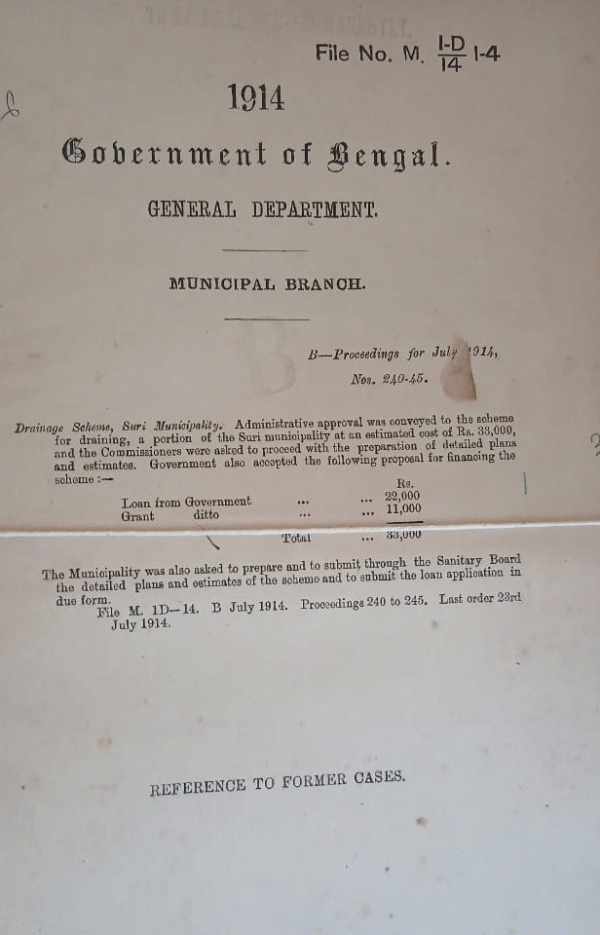 File No. M. 1-D/14 1-4
1914
Government of Bengal.
GENERAL DEPARTMENT.
MUNICIPAL BRANCH.
B—Proceedings for July 1914,
Nos. 240-45.
Drainage Scheme, Suri Municipality. Administrative approval was conveyed to the scheme
for draining, a portion of the Suri municipality at an estimated cost of Rs. 33,000,
and the Commissioners were asked to proceed with the preparation of detailed plans
and estimates. Government also accepted the following proposal for financing the
scheme :—
Rs.
Loan from Government ... ... 22,000
Grant ditto ... ... 11,000
Total ... 33,000
The Municipality was also asked to prepare and to submit through the Sanitary Board
the detailed plans and estimates of the scheme and to submit the loan application in
due form.
File M. 1D—14. B July 1914. Proceedings 240 to 245. Last order 23rd
July 1914.
REFERENCE TO FORMER CASES.